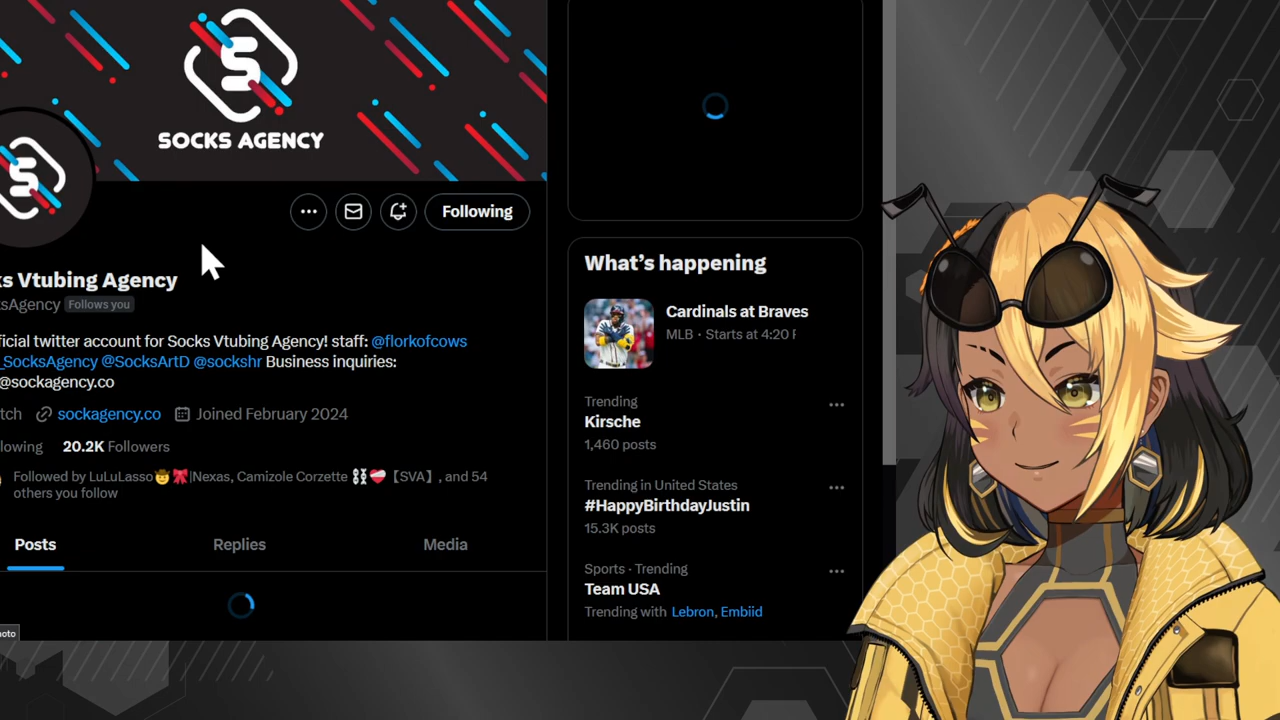 SOCKS AGENCY
Following
ks Vtubing Agency
sAgency Follows you
ficial twitter account for Socks Vtubing Agency! staff: @florkofcows
_SocksAgency @SocksArtD @sockshr Business inquiries:
@sockagency.co
tch sockagency.co Joined February 2024
lowing 20.2K Followers
Followed by LuLuLasso🤠🎀|Nexas, Camizole Corzette ⛓❤️‍🩹【SVA】, and 54
others you follow
Posts Replies Media
hoto
What's happening
Cardinals at Braves
MLB · Starts at 4:20 P
Trending
Kirsche
1,460 posts
Trending in United States
#HappyBirthdayJustin
15.3K posts
Sports · Trending
Team USA
Trending with Lebron, Embiid